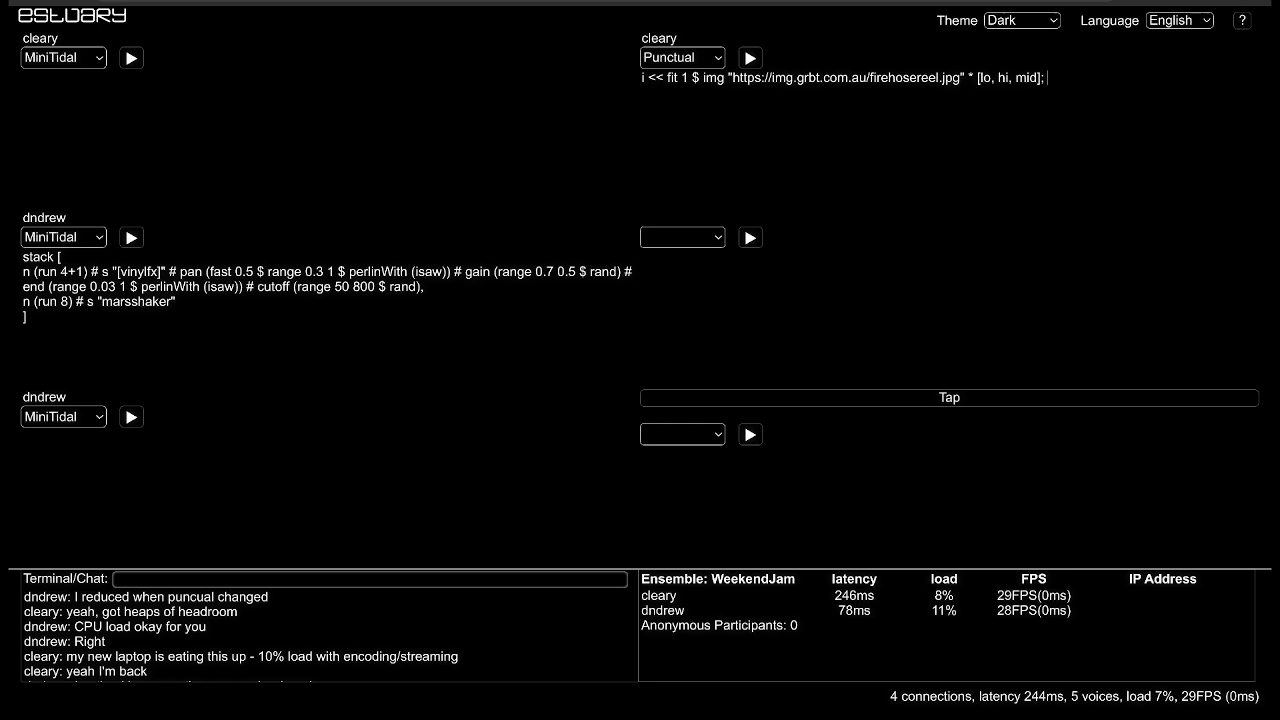 estuary
Theme Dark Language English ?
cleary
MiniTidal
cleary
Punctual
i << fit 1 $ img "https://img.grbt.com.au/firehosereel.jpg" * [lo, hi, mid];
dndrew
MiniTidal
stack [
n (run 4+1) # s "[vinylfx]" # pan (fast 0.5 $ range 0.3 1 $ perlinWith (isaw)) # gain (range 0.7 0.5 $ rand) #
end (range 0.03 1 $ perlinWith (isaw)) # cutoff (range 50 800 $ rand),
n (run 8) # s "marsshaker"
]
dndrew
MiniTidal
Tap
Terminal/Chat:
dndrew: I reduced when puncual changed
cleary: yeah, got heaps of headroom
dndrew: CPU load okay for you
dndrew: Right
cleary: my new laptop is eating this up - 10% load with encoding/streaming
cleary: yeah I'm back
Ensemble: WeekendJam latency load FPS IP Address
cleary 246ms 8% 29FPS(0ms)
dndrew 78ms 11% 28FPS(0ms)
Anonymous Participants: 0
4 connections, latency 244ms, 5 voices, load 7%, 29FPS (0ms)